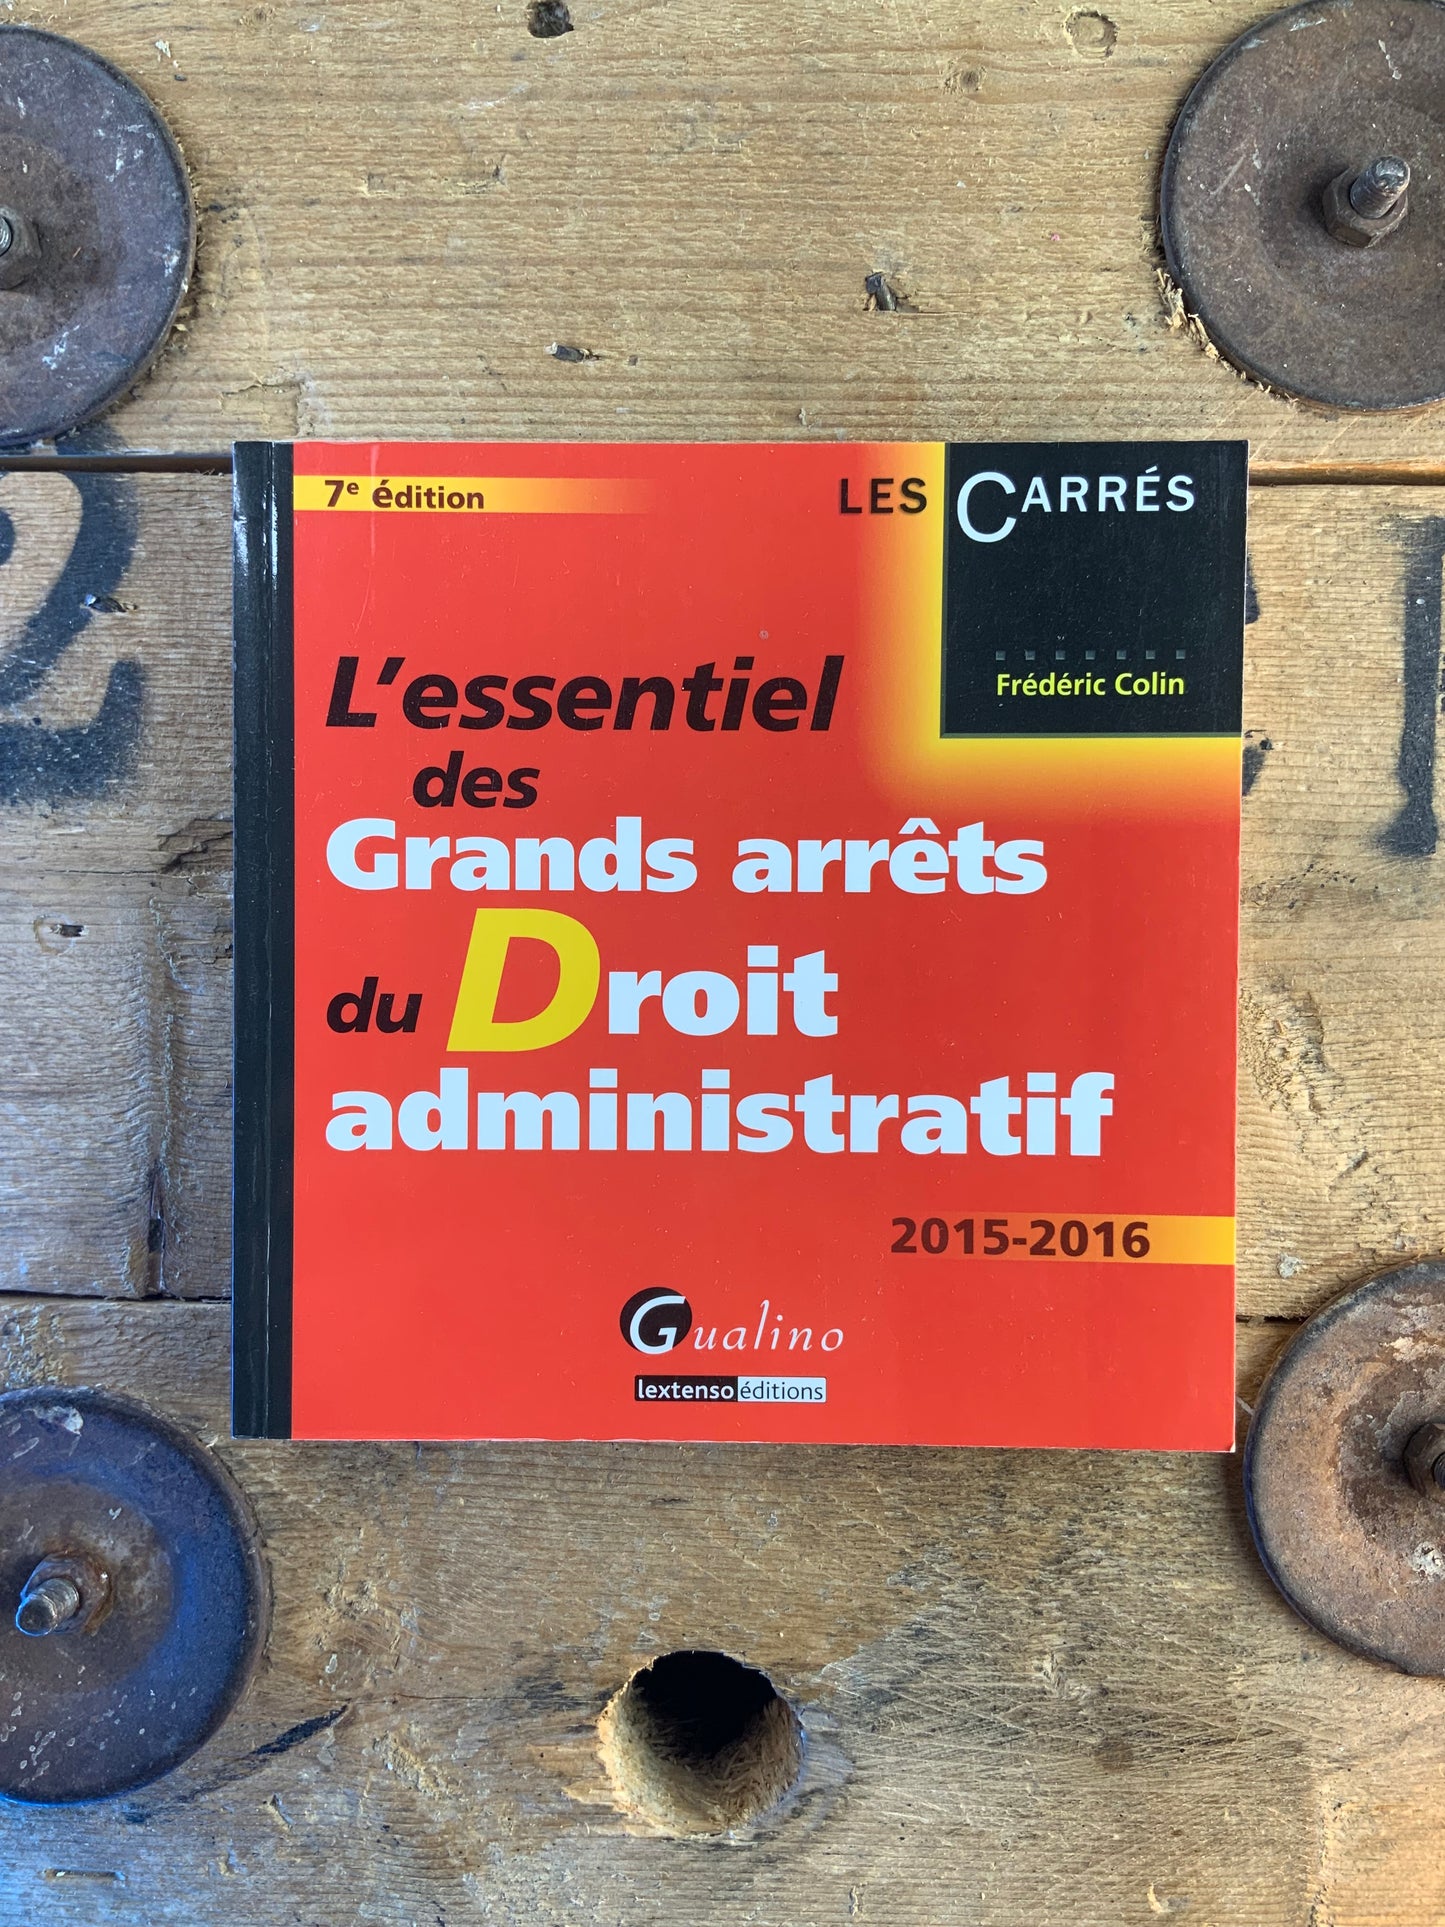 7e édition
LES CARRÉS
Frédéric Colin
L'essentiel
des
Grands arrêts
du Droit
administratif
2015-2016
Gualino
lextenso éditions